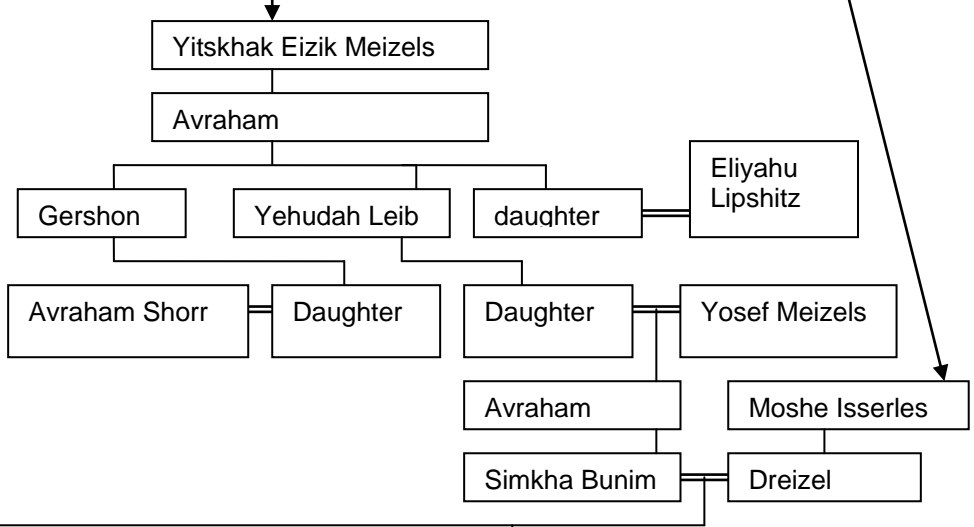 Yitskhak Eizik Meizels
Avraham
Eliyahu
Lipshitz
Gershon
Yehudah Leib
daughter
Avraham Shorr
Daughter
Daughter
Yosef Meizels
Avraham
Moshe Isserles
Simkha Bunim
Dreizel